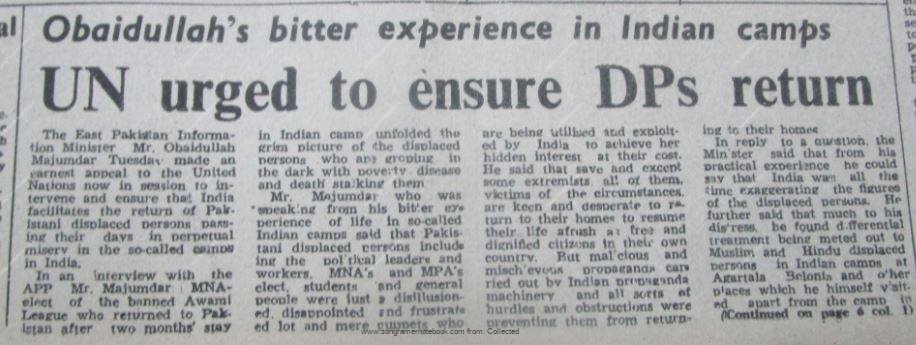 al
Obaidullah's bitter experience in Indian camps
UN urged to ensure DPs return
The East Pakistan Informa-
tion Minister Mr. Obaidullah
Majumdar Tuesday made an
earnest appeal to the United
Nations now in session to in-
tervene and ensure that India
facilitates the return of Pak-
istani displaced persons pass-
ing their days in perpetual
misery in the so-called camps
in India.
In an interview with the
APP Mr. Majumdar MNA-
elect of the banned Awami
League who returned to Pak-
istan after two months' stay
in Indian camp unfolded the
grim picture of the displaced
persons who are groping in
the dark with poverty disease
and death stalking them
Mr. Majumdar who was
speaking from his bitter ex-
perience of life in so-called
Indian camps said that Pakis-
tani displaced persons includ
ing the political leaders and
workers, MNA's and MPA's
elect, students and general
people were just a disillusion-
ed, disappointed and frustrate
ed lot and mere puppets who
are being utilised and exploit-
ed by India to achieve her
hidden interest at their cost.
He said that save and except
some extremists, all of them,
victims of the circumstances,
are keen and desperate to re-
turn to their homes to resume
their life afresh as free and
dignified citizens in their own
country. But malicious and
mischievous propaganda car
ried out by Indian propaganda
machinery and all sorts of
hurdles and obstructions were
preventing them from return-
ing to their homes
In reply to a question, the
Minister said that from his
practical experience he could
say that India was all the
time exaggerating the figures
of the displaced persons. He
further said that much to his
distress, he found differential
treatment being meted out to
Muslim and Hindu displaced
persons in Indian camps at
Agartala Belonia and other
places which he himself visit-
ed apart from the camp in
(Continued on page 6 col. 1)
www.songramernotebook.com from: Collected